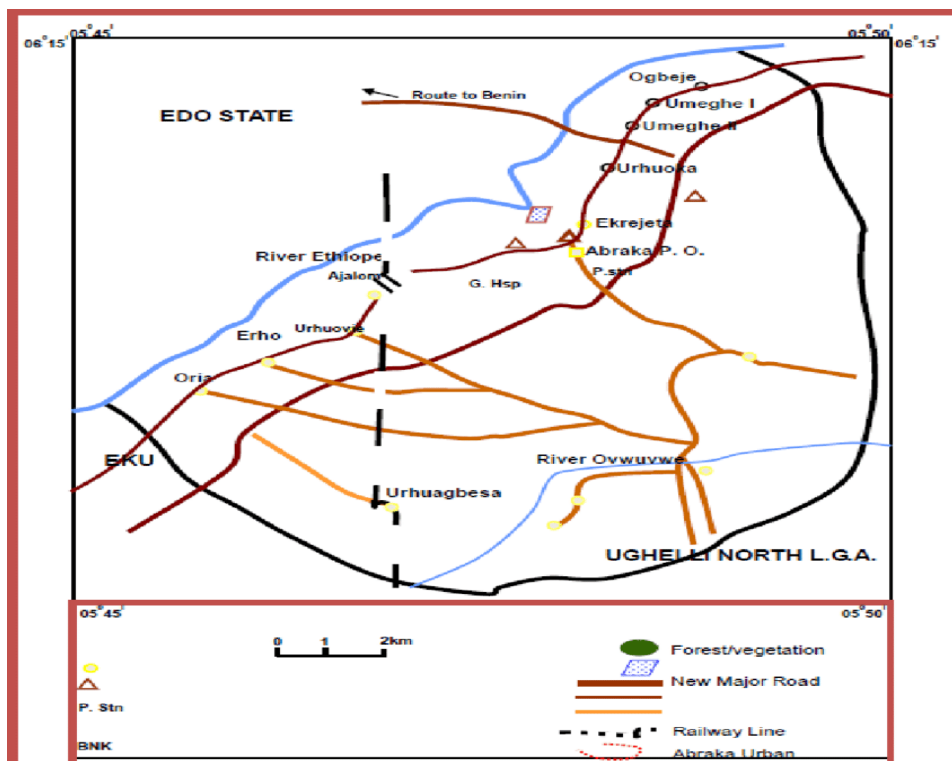 05°45' 05°50'
06°15' 06°15'
Ogbeje
Route to Benin
Umeghe I
EDO STATE
Umeghe II
Urhuoka
Ekrejeta
Abraka P. O.
River Ethiope
P.stn
Ajalom
G. Hsp
Urhuovie
Erho
Oria
EKU
River Ovwuvwe
Urhuagbesa
UGHELLI NORTH L.G.A.
05°45' 05°50'
0 1 2km
Forest/vegetation
New Major Road
P. Stn
Railway Line
BNK
Abraka Urban